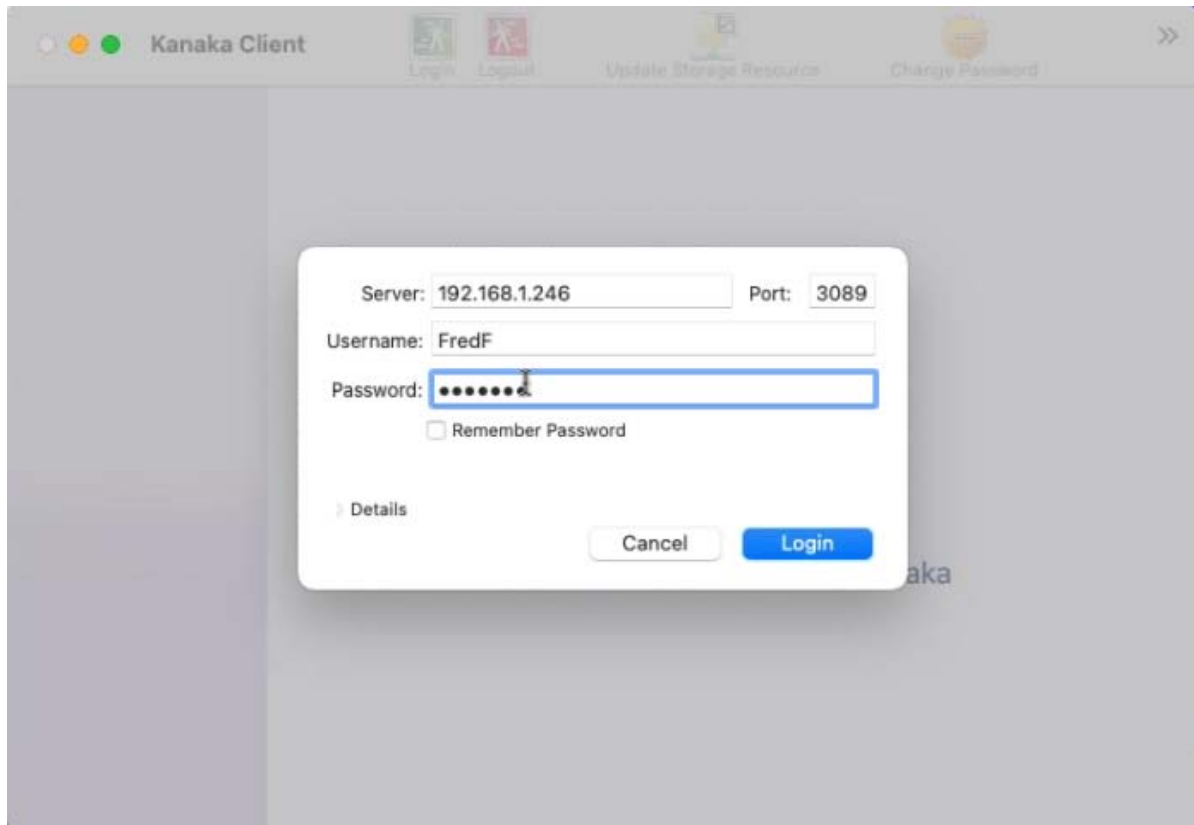 Kanaka Client
Login Logout Update Storage Resource Change Password
Server: 192.168.1.246 Port: 3089
Username: FredF
Password: •••••••
Remember Password
Details
Cancel Login
aka